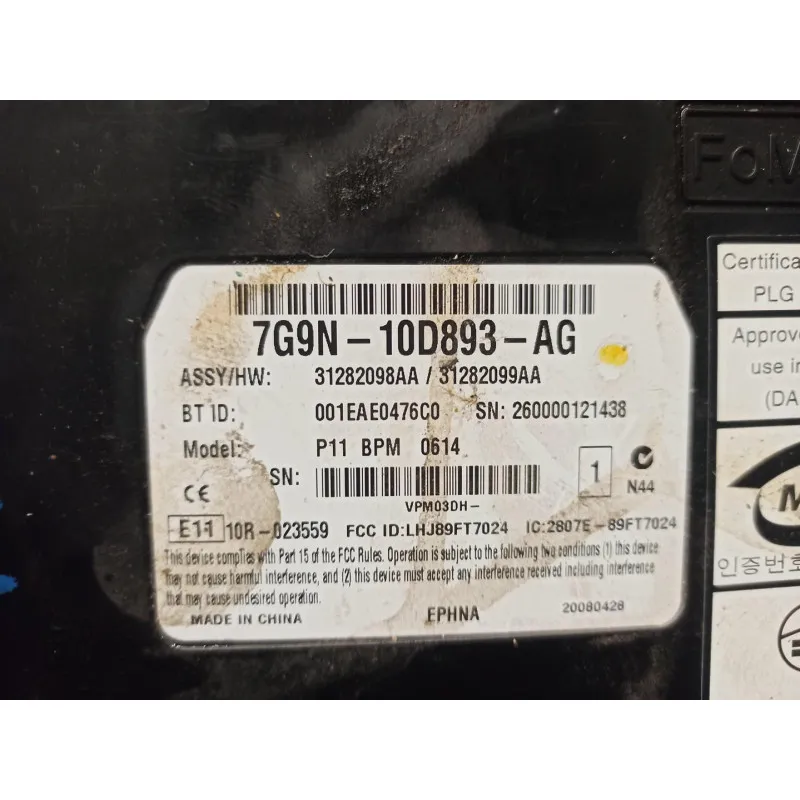 FoM
7G9N-10D893-AG
ASSY/HW: 31282098AA / 31282099AA
BT ID: 001EAE0476C0 SN: 260000121438
Model: P11 BPM 0614
SN:
1
N44
CE
VPM03DH-
E11 10R-023559 FCC ID:LHJ89FT7024 IC:2807E-89FT7024
This device complies with Part 15 of the FCC Rules. Operation is subject to the following two conditions (1) this device
may not cause harmful interference, and (2) this device must accept any interference received including interference
that may cause undesired operation.
MADE IN CHINA EPHNA 20080428
Certifica
PLG
Approve
use in
(DA
M
인증번호